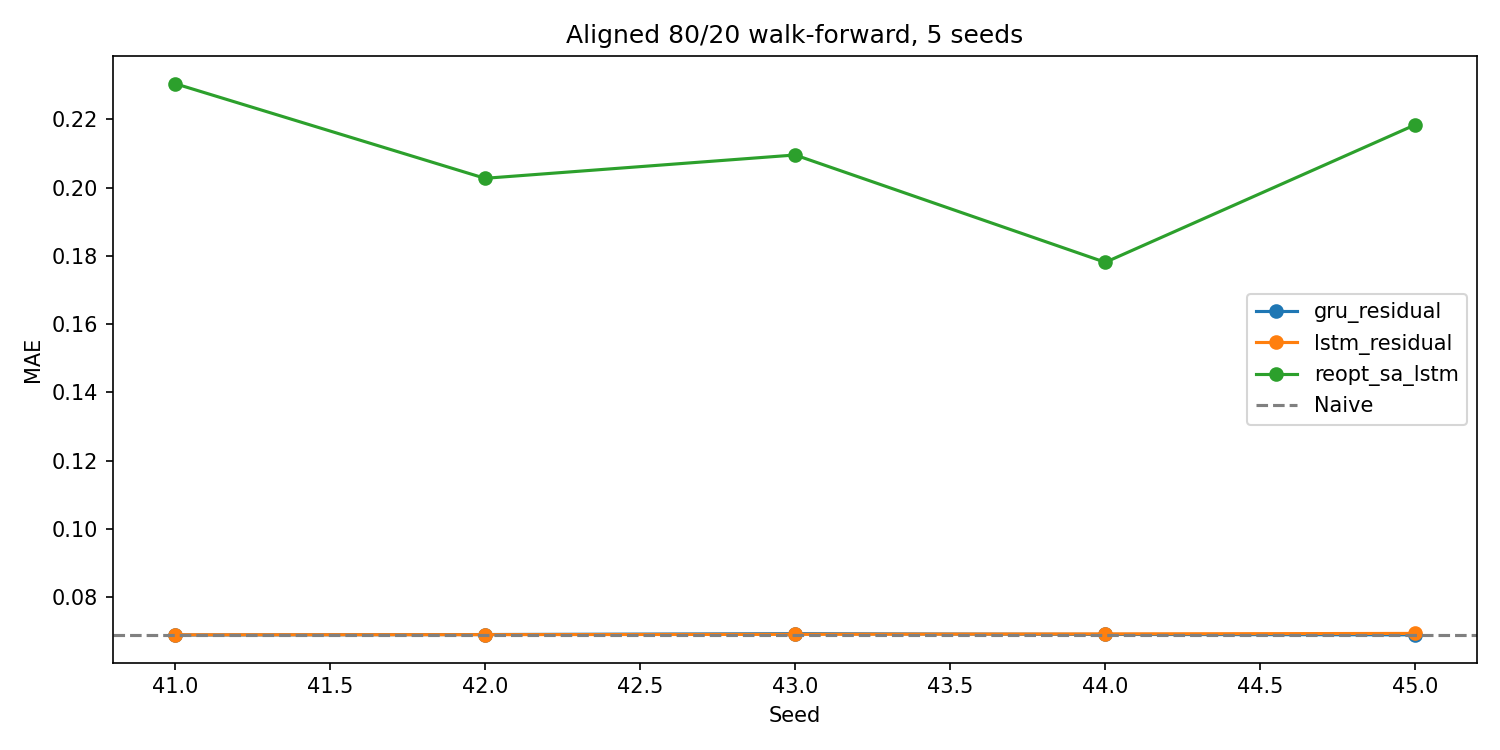 Aligned 80/20 walk-forward, 5 seeds
MAE
0.22
0.20
0.18
0.16
0.14
0.12
0.10
0.08
gru_residual
lstm_residual
reopt_sa_lstm
Naive
41.0 41.5 42.0 42.5 43.0 43.5 44.0 44.5 45.0
Seed